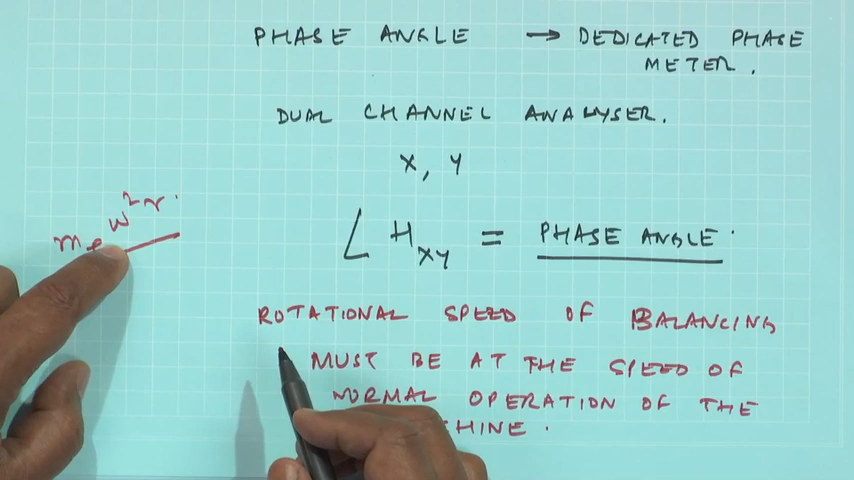 PHASE ANGLE → DEDICATED PHASE
METER.
DUAL CHANNEL ANALYSER.
X, Y
∠ H_XY = PHASE ANGLE.
m_e ω²r.
ROTATIONAL SPEED OF BALANCING
MUST BE AT THE SPEED OF
NORMAL OPERATION OF THE